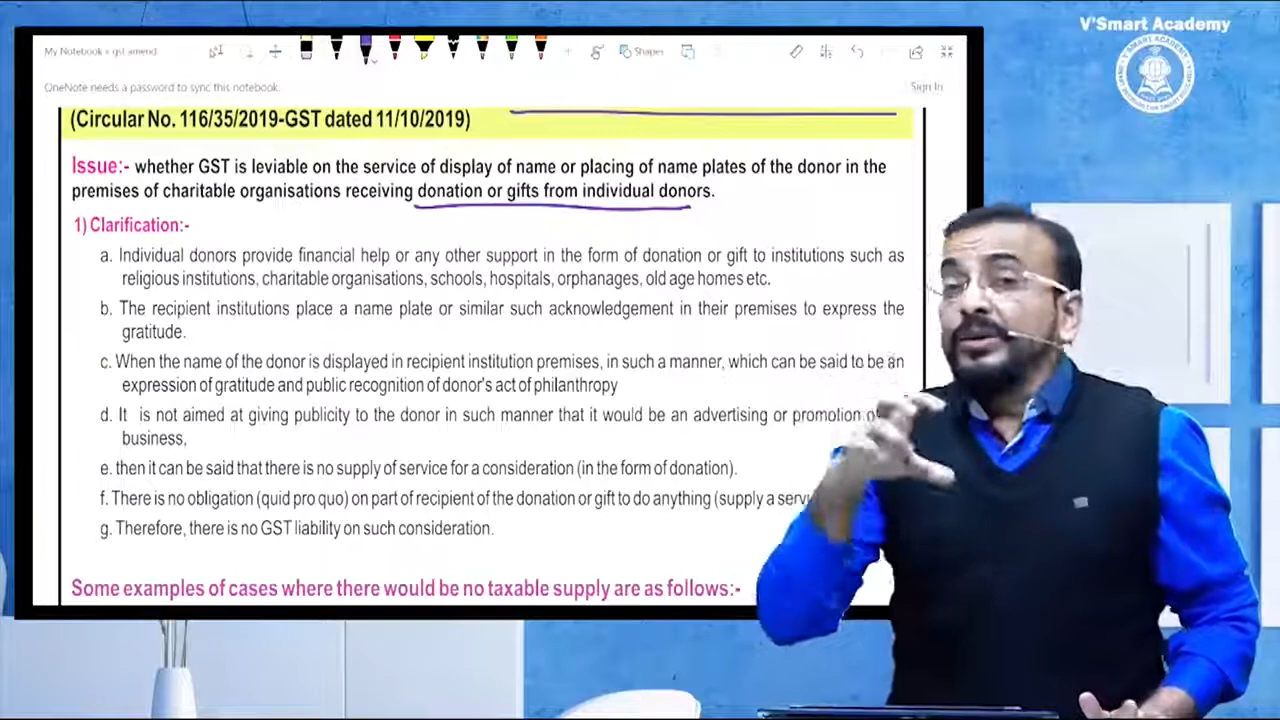 V'Smart Academy
My Notebook » gst amend
Shapes
OneNote needs a password to sync this notebook.
Sign In
(Circular No. 116/35/2019-GST dated 11/10/2019)
Issue:- whether GST is leviable on the service of display of name or placing of name plates of the donor in the
premises of charitable organisations receiving donation or gifts from individual donors.
1) Clarification:-
a. Individual donors provide financial help or any other support in the form of donation or gift to institutions such as
religious institutions, charitable organisations, schools, hospitals, orphanages, old age homes etc.
b. The recipient institutions place a name plate or similar such acknowledgement in their premises to express the
gratitude.
c. When the name of the donor is displayed in recipient institution premises, in such a manner, which can be said to be an
expression of gratitude and public recognition of donor's act of philanthropy
d. It is not aimed at giving publicity to the donor in such manner that it would be an advertising or promotion
business,
e. then it can be said that there is no supply of service for a consideration (in the form of donation).
f. There is no obligation (quid pro quo) on part of recipient of the donation or gift to do anything (supply a
g. Therefore, there is no GST liability on such consideration.
Some examples of cases where there would be no taxable supply are as follows:-